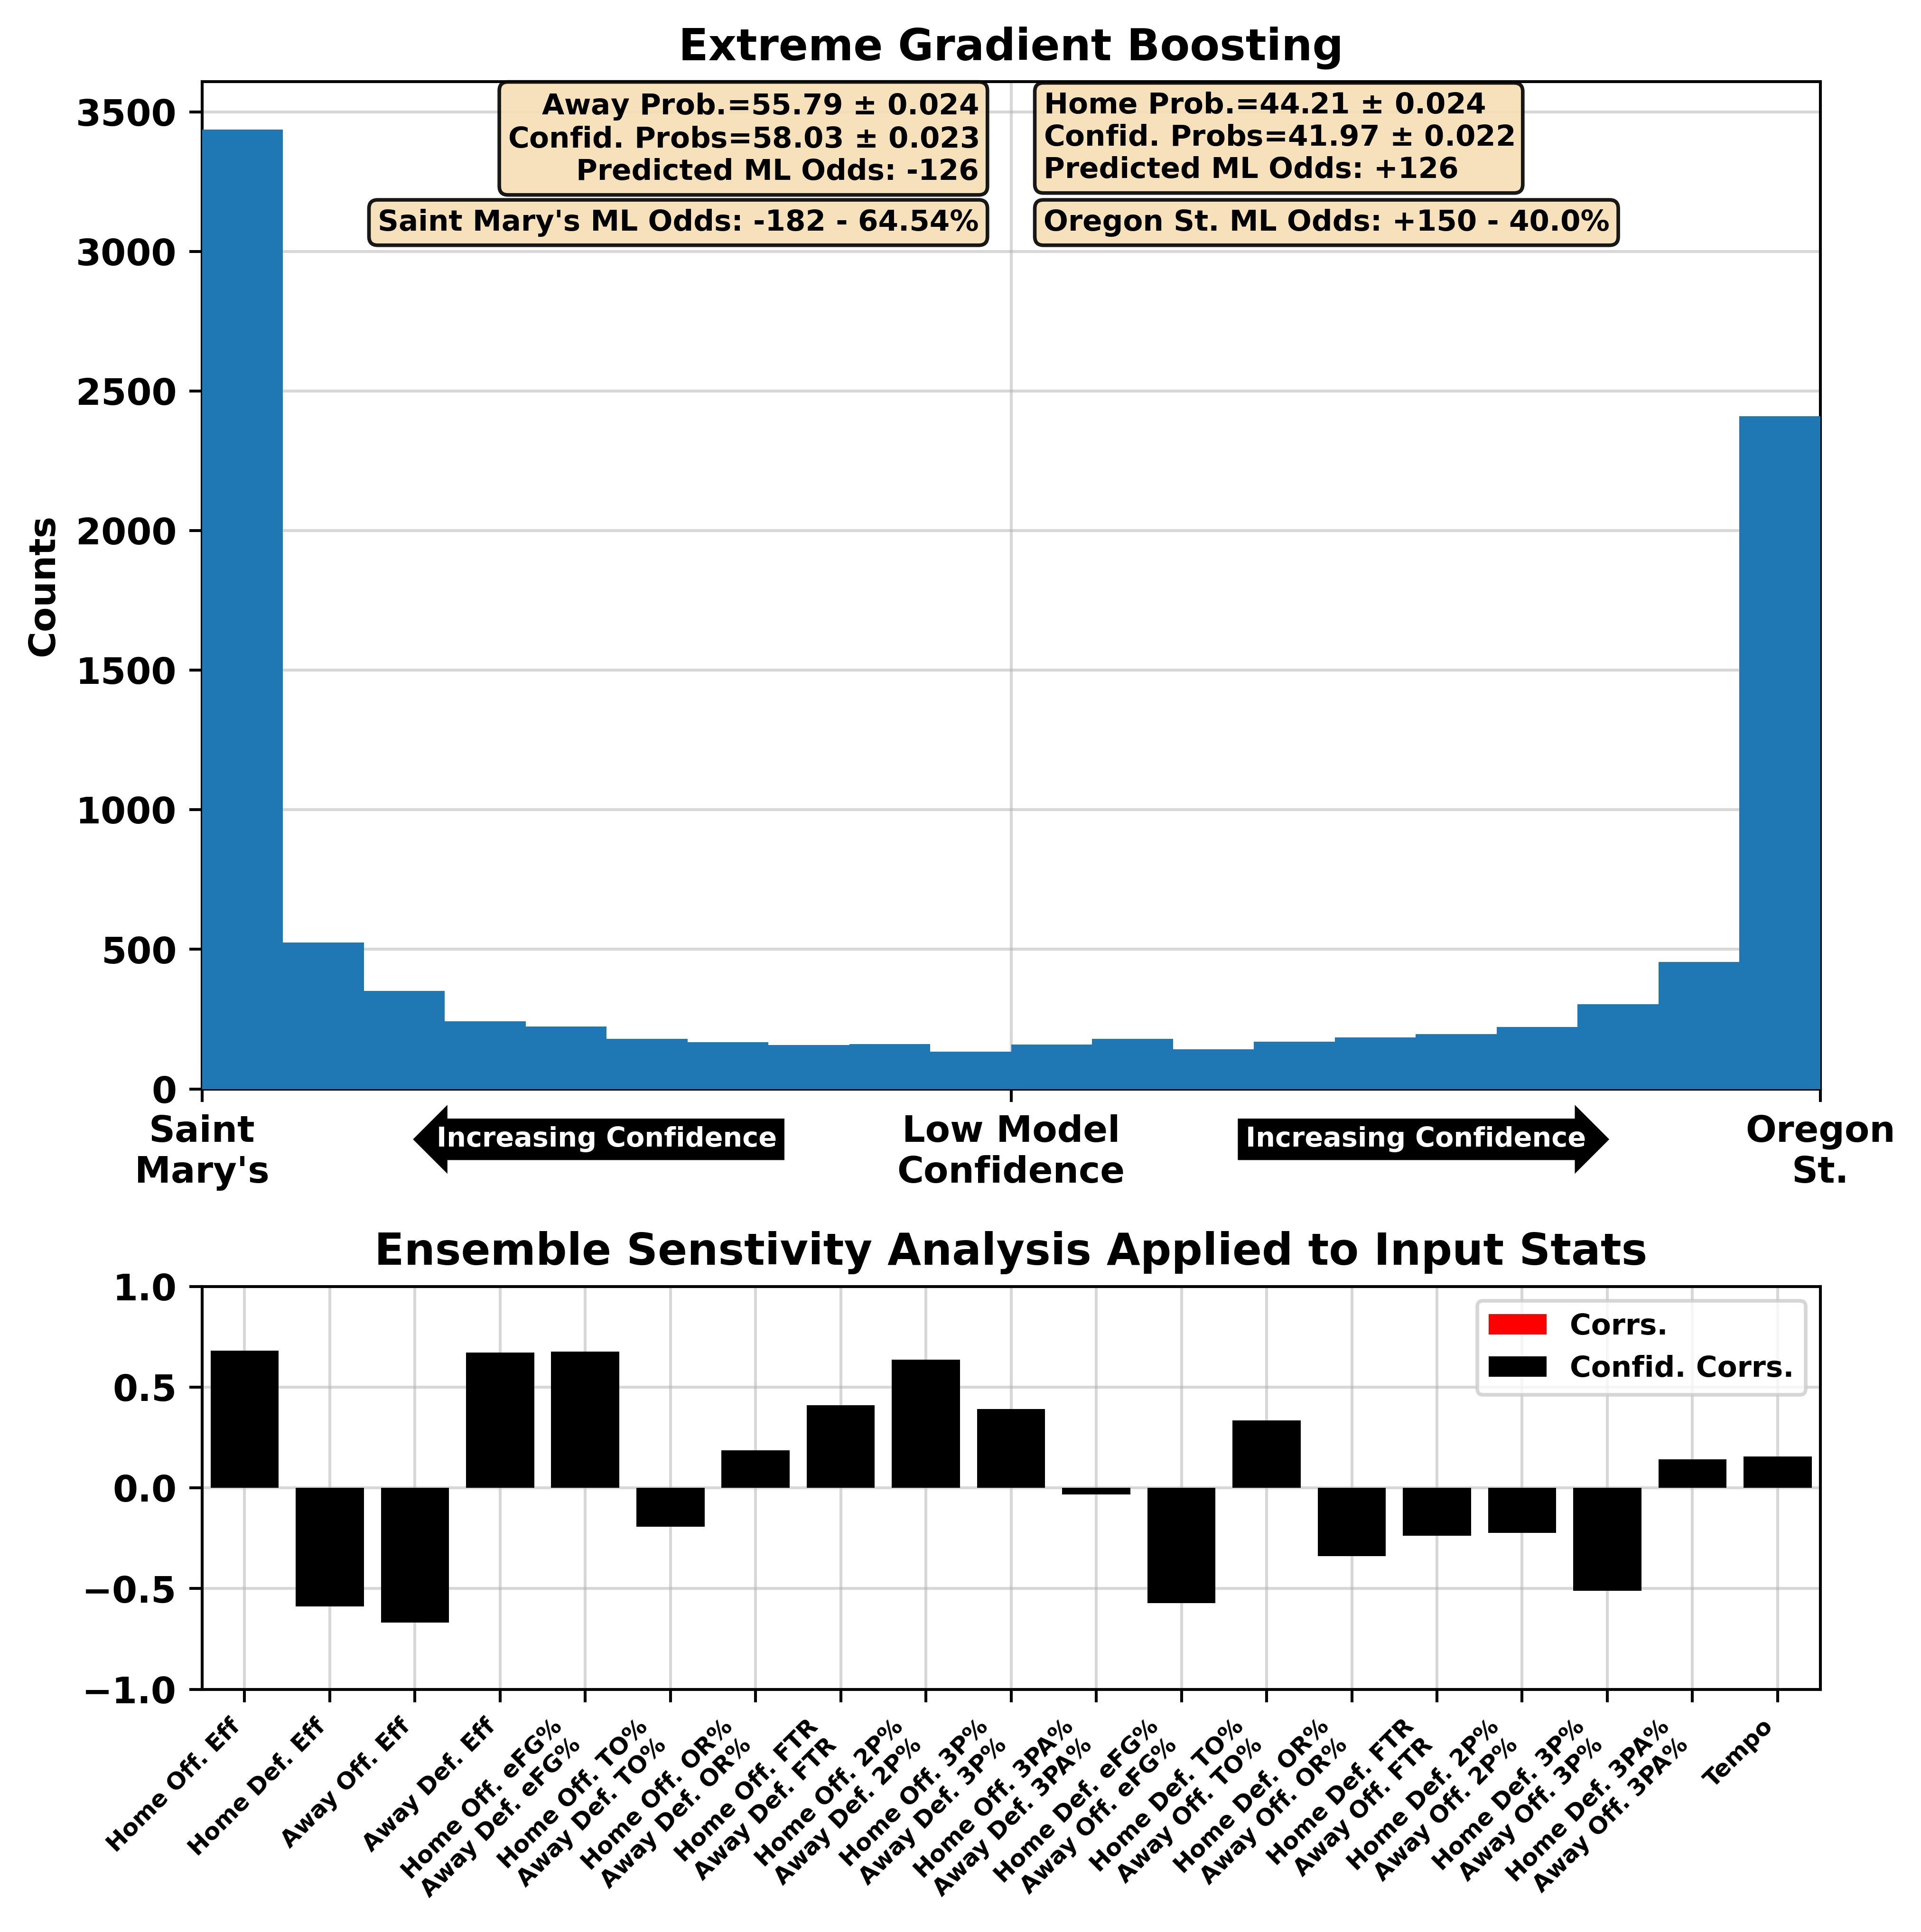 Extreme Gradient Boosting
Away Prob.=55.79 ± 0.024
Confid. Probs=58.03 ± 0.023
Predicted ML Odds: -126
Home Prob.=44.21 ± 0.024
Confid. Probs=41.97 ± 0.022
Predicted ML Odds: +126
Saint Mary's ML Odds: -182 - 64.54%
Oregon St. ML Odds: +150 - 40.0%
3500
3000
2500
2000
1500
1000
500
0
Counts
Saint
Mary's
Increasing Confidence
Low Model
Confidence
Increasing Confidence
Oregon
St.
Ensemble Senstivity Analysis Applied to Input Stats
1.0
0.5
0.0
−0.5
−1.0
Corrs.
Confid. Corrs.
Home Off. Eff
Home Def. Eff
Away Off. Eff
Away Def. Eff
Home Off. eFG%
Away Def. eFG%
Home Off. TO%
Away Def. TO%
Home Off. OR%
Away Def. OR%
Home Off. FTR
Away Def. FTR
Home Off. 2P%
Away Def. 2P%
Home Off. 3P%
Away Def. 3P%
Home Off. 3PA%
Away Def. 3PA%
Home Def. eFG%
Away Off. eFG%
Home Def. TO%
Away Off. TO%
Home Def. OR%
Away Off. OR%
Home Def. FTR
Away Off. FTR
Home Def. 2P%
Away Off. 2P%
Home Def. 3P%
Away Off. 3P%
Home Def. 3PA%
Away Off. 3PA%
Tempo